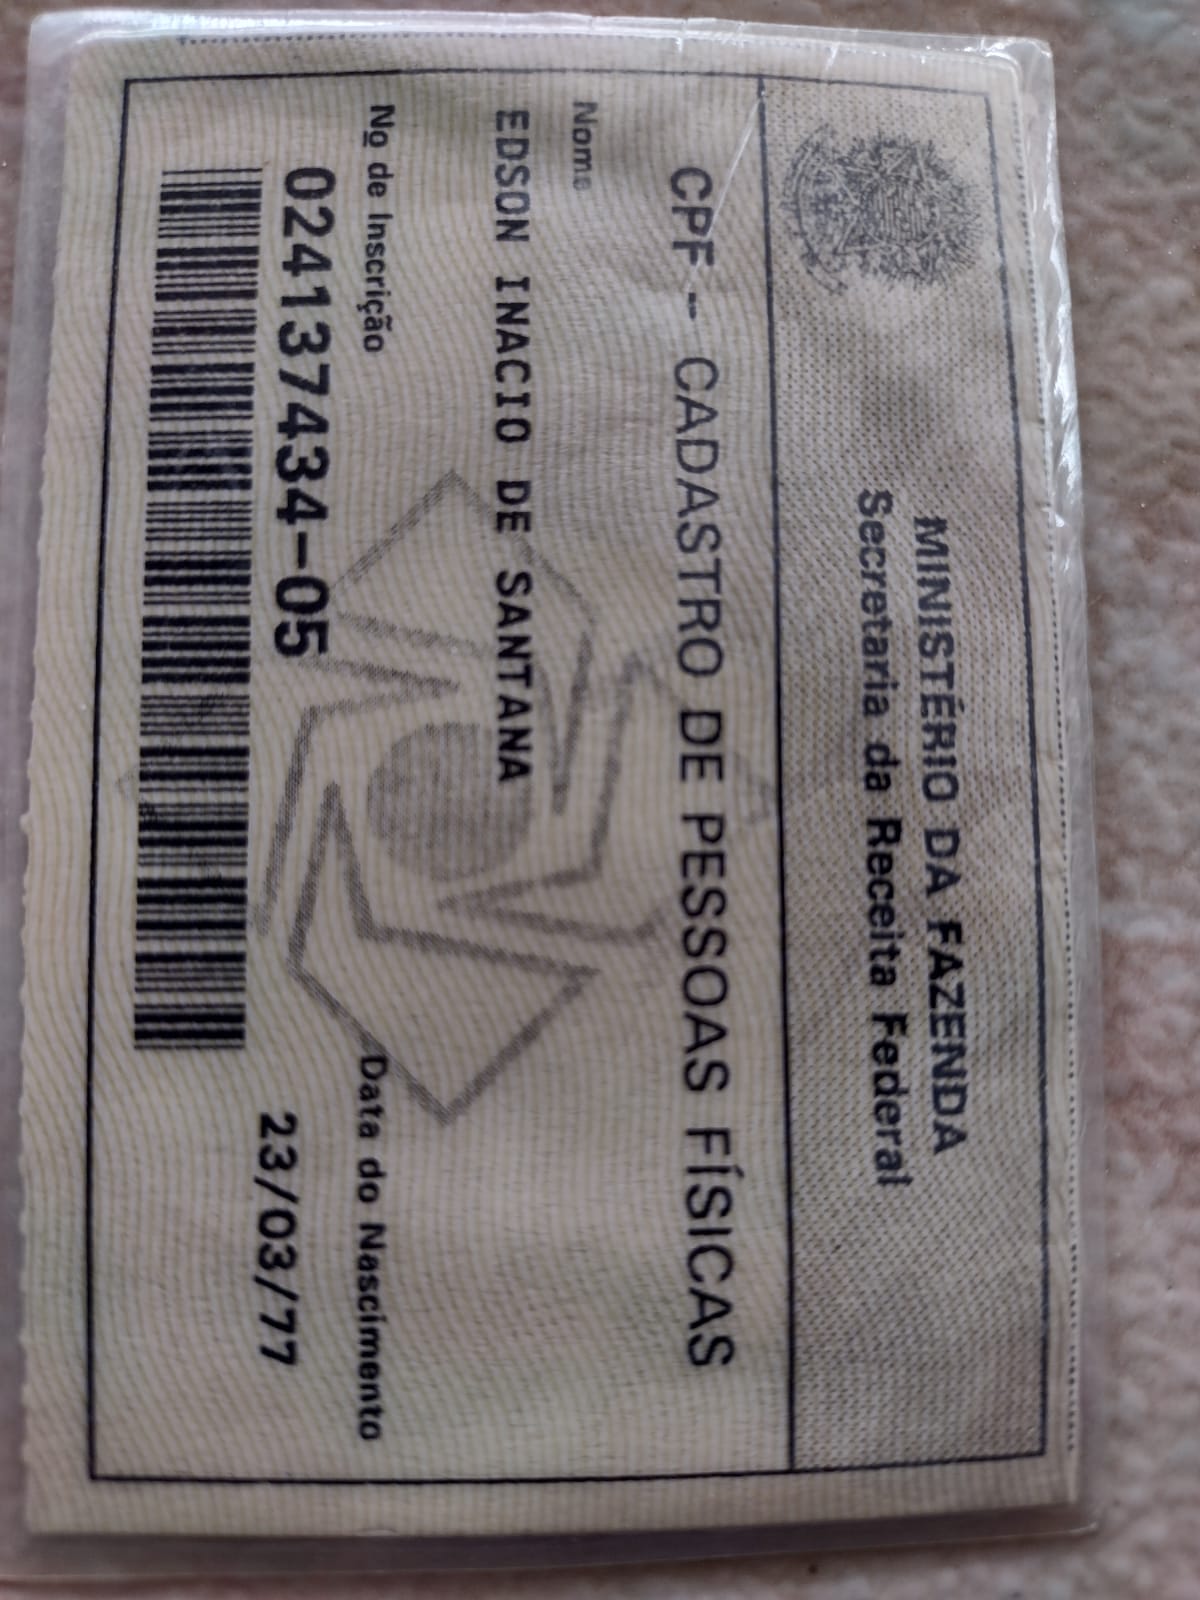 MINISTÉRIO DA FAZENDA
Secretaria da Receita Federal
CPF - CADASTRO DE PESSOAS FÍSICAS
Nome
EDSON INACIO DE SANTANA
Nº de Inscrição
Data do Nascimento
024137434-05
23/03/77